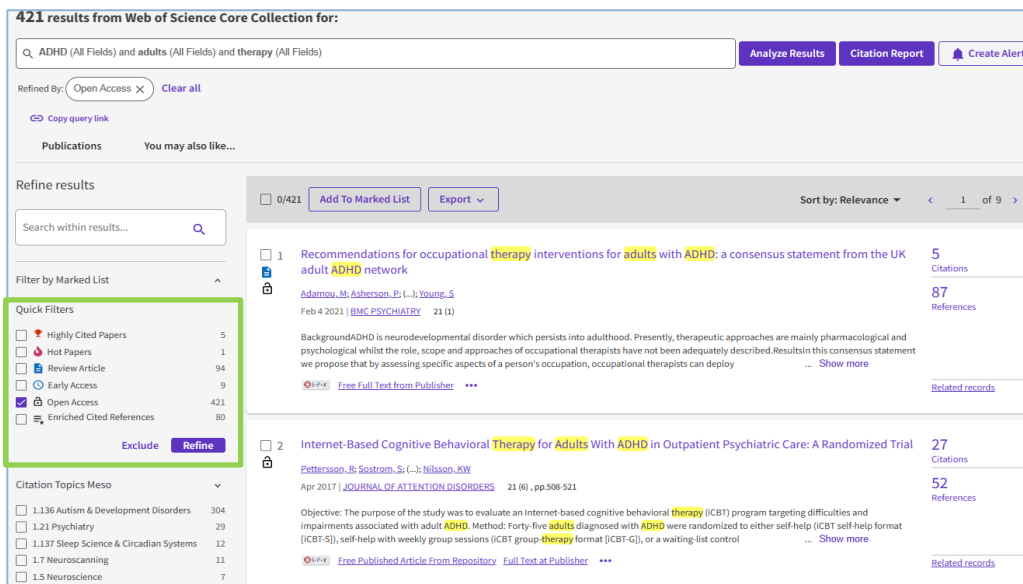 421 results from Web of Science Core Collection for:
ADHD (All Fields) and adults (All Fields) and therapy (All Fields)
Analyze Results
Citation Report
Create Alert
Refined By:
Open Access
Clear all
Copy query link
Publications
You may also like...
Refine results
Search within results...
Filter by Marked List
Quick Filters
Highly Cited Papers 5
Hot Papers 1
Review Article 94
Early Access 9
Open Access 421
Enriched Cited References 80
Exclude
Refine
Citation Topics Meso
1.136 Autism & Development Disorders 304
1.21 Psychiatry 29
1.137 Sleep Science & Circadian Systems 12
1.7 Neuroscanning 11
1.5 Neuroscience 7
0/421
Add To Marked List
Export
Sort by: Relevance
1 of 9
1
Recommendations for occupational therapy interventions for adults with ADHD: a consensus statement from the UK
adult ADHD network
Adamou, M; Asherson, P; (...); Young, S
Feb 4 2021 | BMC PSYCHIATRY 21 (1)
BackgroundADHD is neurodevelopmental disorder which persists into adulthood. Presently, therapeutic approaches are mainly pharmacological and
psychological whilst the role, scope and approaches of occupational therapists have not been adequately described.ResultsIn this consensus statement
we propose that by assessing specific aspects of a person's occupation, occupational therapists can deploy ... Show more
S·F·X Free Full Text from Publisher •••
5
Citations
87
References
Related records
2
Internet-Based Cognitive Behavioral Therapy for Adults With ADHD in Outpatient Psychiatric Care: A Randomized Trial
Pettersson, R; Sostrom, S; (...); Nilsson, KW
Apr 2017 | JOURNAL OF ATTENTION DISORDERS 21 (6) , pp.508-521
Objective: The purpose of the study was to evaluate an Internet-based cognitive behavioral therapy (iCBT) program targeting difficulties and
impairments associated with adult ADHD. Method: Forty-five adults diagnosed with ADHD were randomized to either self-help (iCBT self-help format
[iCBT-S]), self-help with weekly group sessions (iCBT group-therapy format [iCBT-G]), or a waiting-list control ... Show more
S·F·X Free Published Article From Repository Full Text at Publisher •••
27
Citations
52
References
Related records